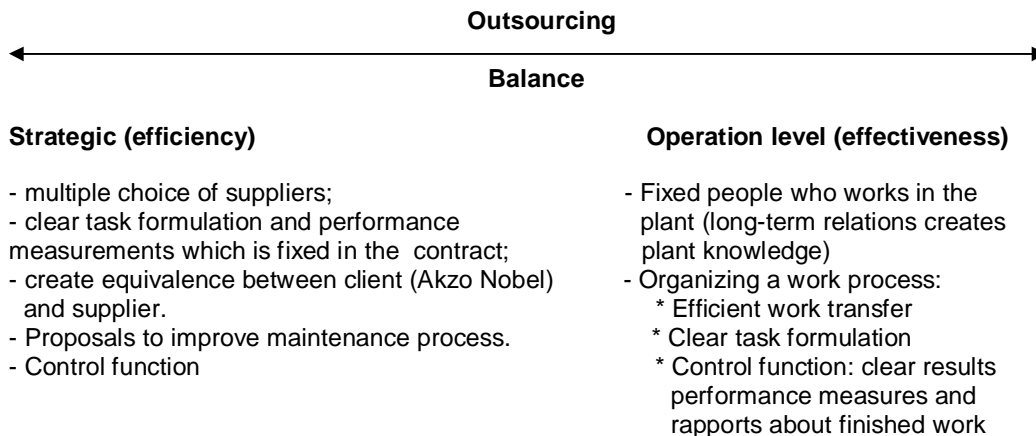 Outsourcing
Balance
Strategic (efficiency)
- multiple choice of suppliers;
- clear task formulation and performance
measurements which is fixed in the contract;
- create equivalence between client (Akzo Nobel)
and supplier.
- Proposals to improve maintenance process.
- Control function
Operation level (effectiveness)
- Fixed people who works in the
plant (long-term relations creates
plant knowledge)
- Organizing a work process:
* Efficient work transfer
* Clear task formulation
* Control function: clear results
performance measures and
rapports about finished work